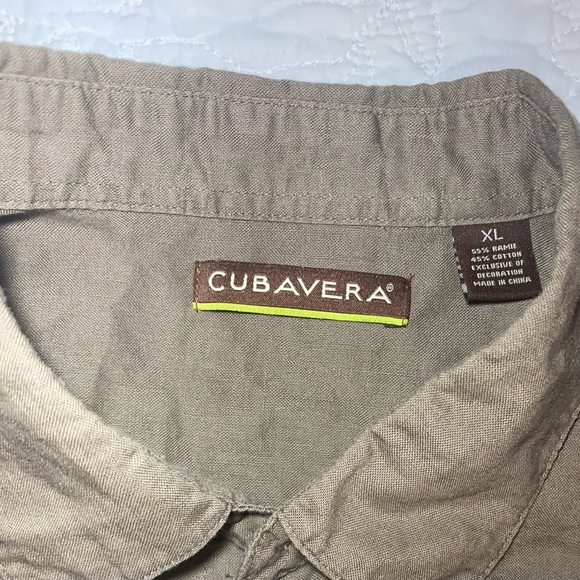 CUBAVERA®
XL
55% RAMIE
45% COTTON
EXCLUSIVE OF
DECORATION
MADE IN CHINA